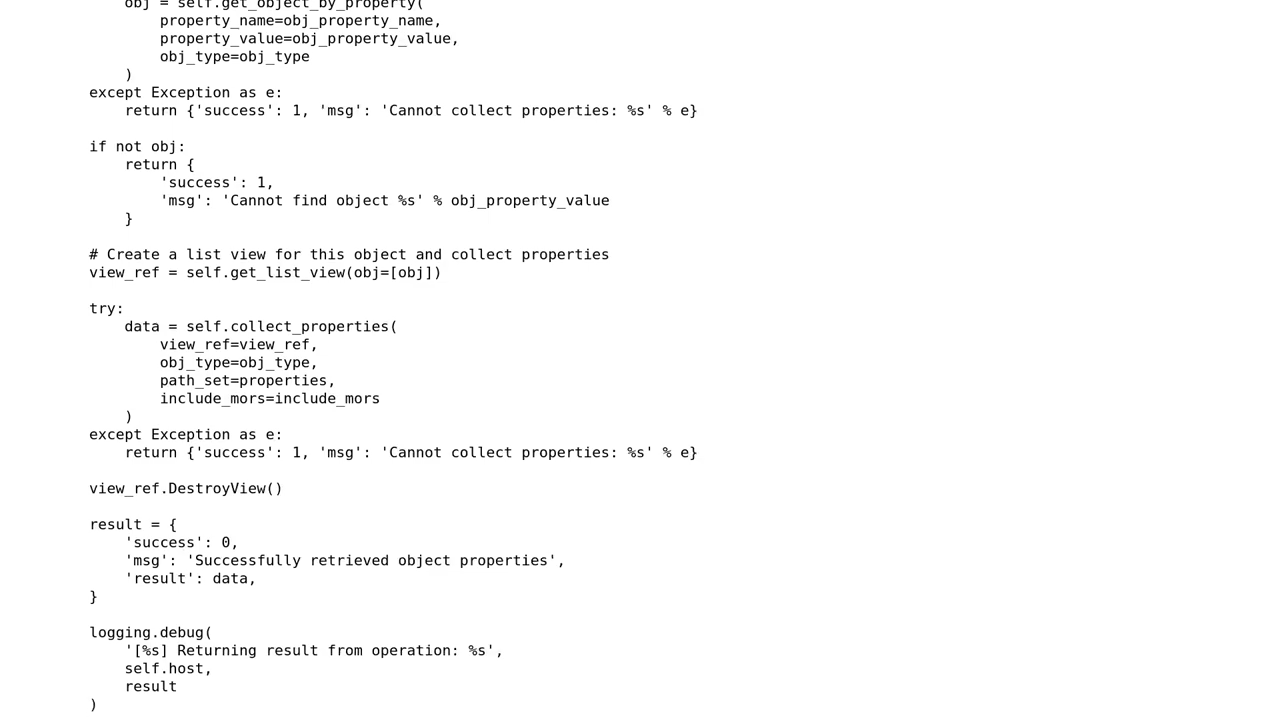 obj = self.get_object_by_property(
property_name=obj_property_name,
property_value=obj_property_value,
obj_type=obj_type
)
except Exception as e:
return {'success': 1, 'msg': 'Cannot collect properties: %s' % e}
if not obj:
return {
'success': 1,
'msg': 'Cannot find object %s' % obj_property_value
}
# Create a list view for this object and collect properties
view_ref = self.get_list_view(obj=[obj])
try:
data = self.collect_properties(
view_ref=view_ref,
obj_type=obj_type,
path_set=properties,
include_mors=include_mors
)
except Exception as e:
return {'success': 1, 'msg': 'Cannot collect properties: %s' % e}
view_ref.DestroyView()
result = {
'success': 0,
'msg': 'Successfully retrieved object properties',
'result': data,
}
logging.debug(
'[%s] Returning result from operation: %s',
self.host,
result
)